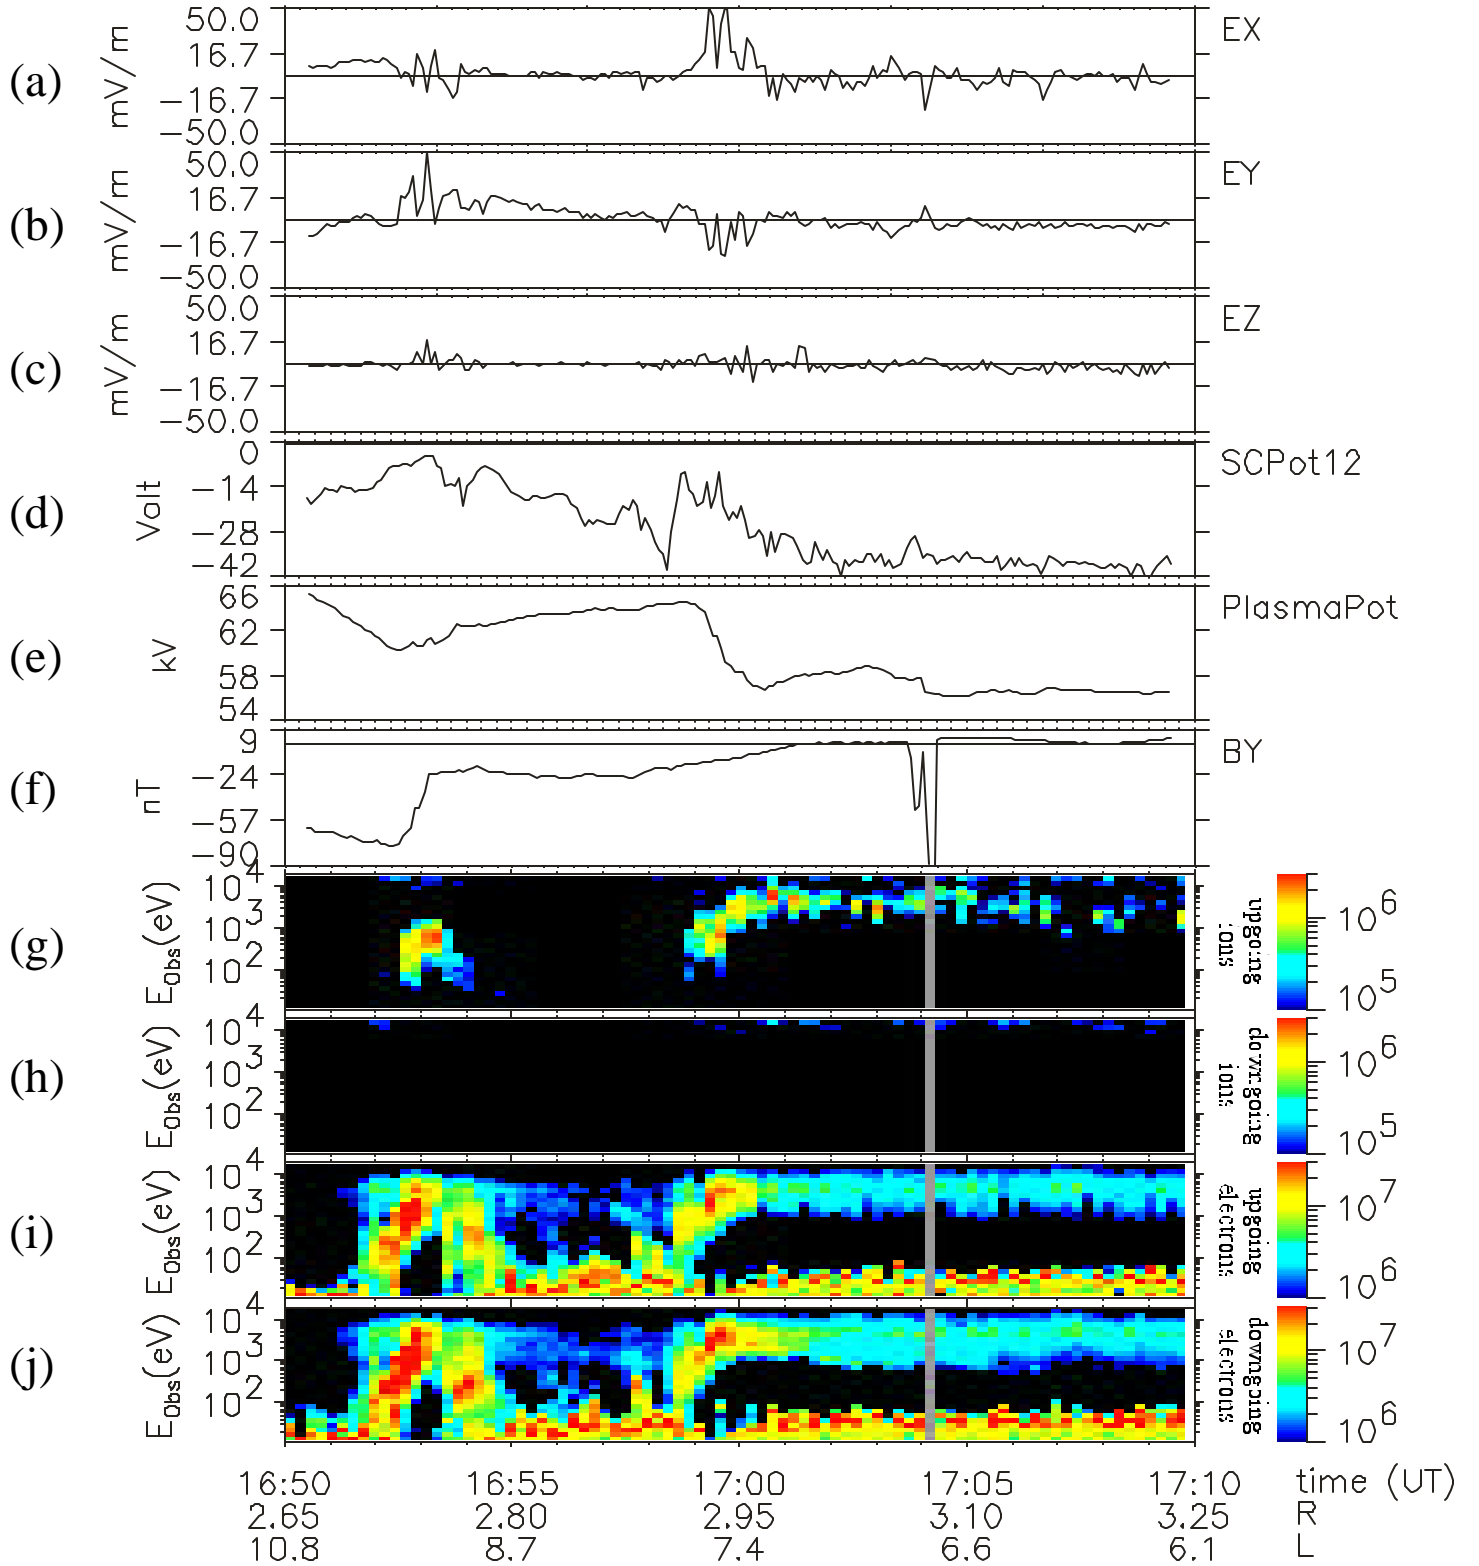 (a)
mV/m
50.0
16.7
−16.7
−50.0
EX
(b)
mV/m
50.0
16.7
−16.7
−50.0
EY
(c)
mV/m
50.0
16.7
−16.7
−50.0
EZ
(d)
Volt
0
−14
−28
−42
SCPot12
(e)
kV
66
62
58
54
PlasmaPot
(f)
nT
9
−24
−57
−90
BY
(g)
E_Obs(eV)
10^4
10^3
10^2
upgoing
ions
10^6
10^5
(h)
E_Obs(eV)
10^4
10^3
10^2
downgoing
ions
10^6
10^5
(i)
E_Obs(eV)
10^4
10^3
10^2
upgoing
electrons
10^7
10^6
(j)
E_Obs(eV)
10^4
10^3
10^2
downgoing
electrons
10^7
10^6
16:50 16:55 17:00 17:05 17:10 time (UT)
2.65 2.80 2.95 3.10 3.25 R
10.8 8.7 7.4 6.6 6.1 L